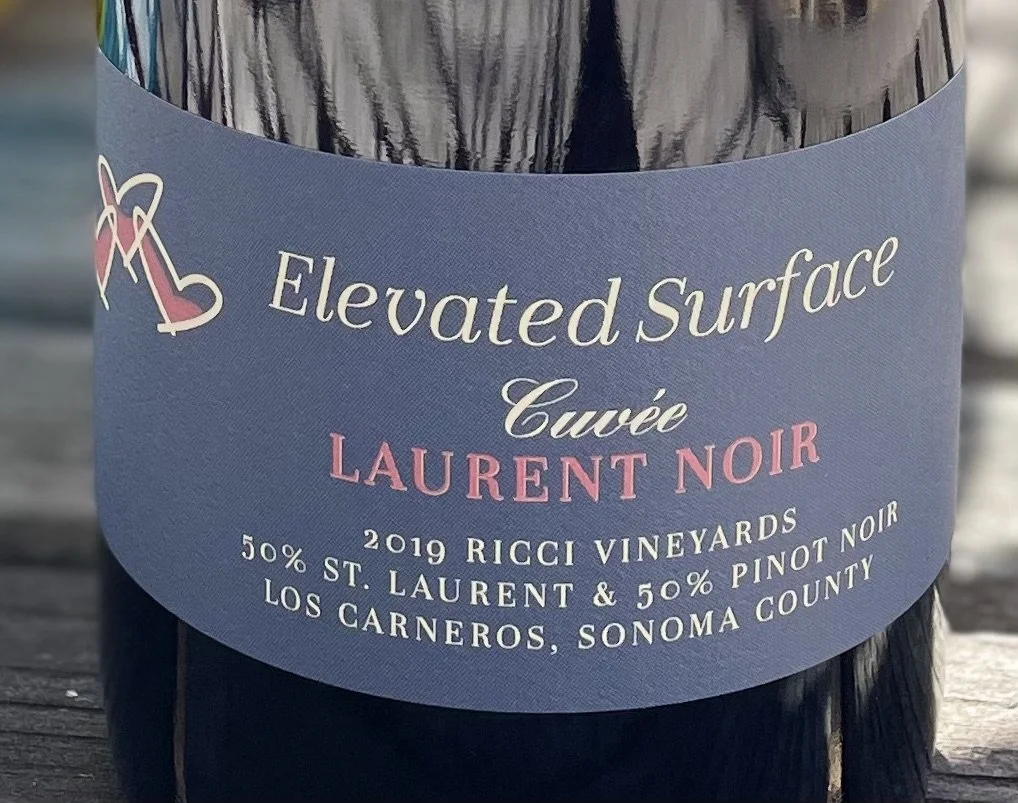 Elevated Surface
Cuvée
LAURENT NOIR
2019 RICCI VINEYARDS
50% ST. LAURENT & 50% PINOT NOIR
LOS CARNEROS, SONOMA COUNTY